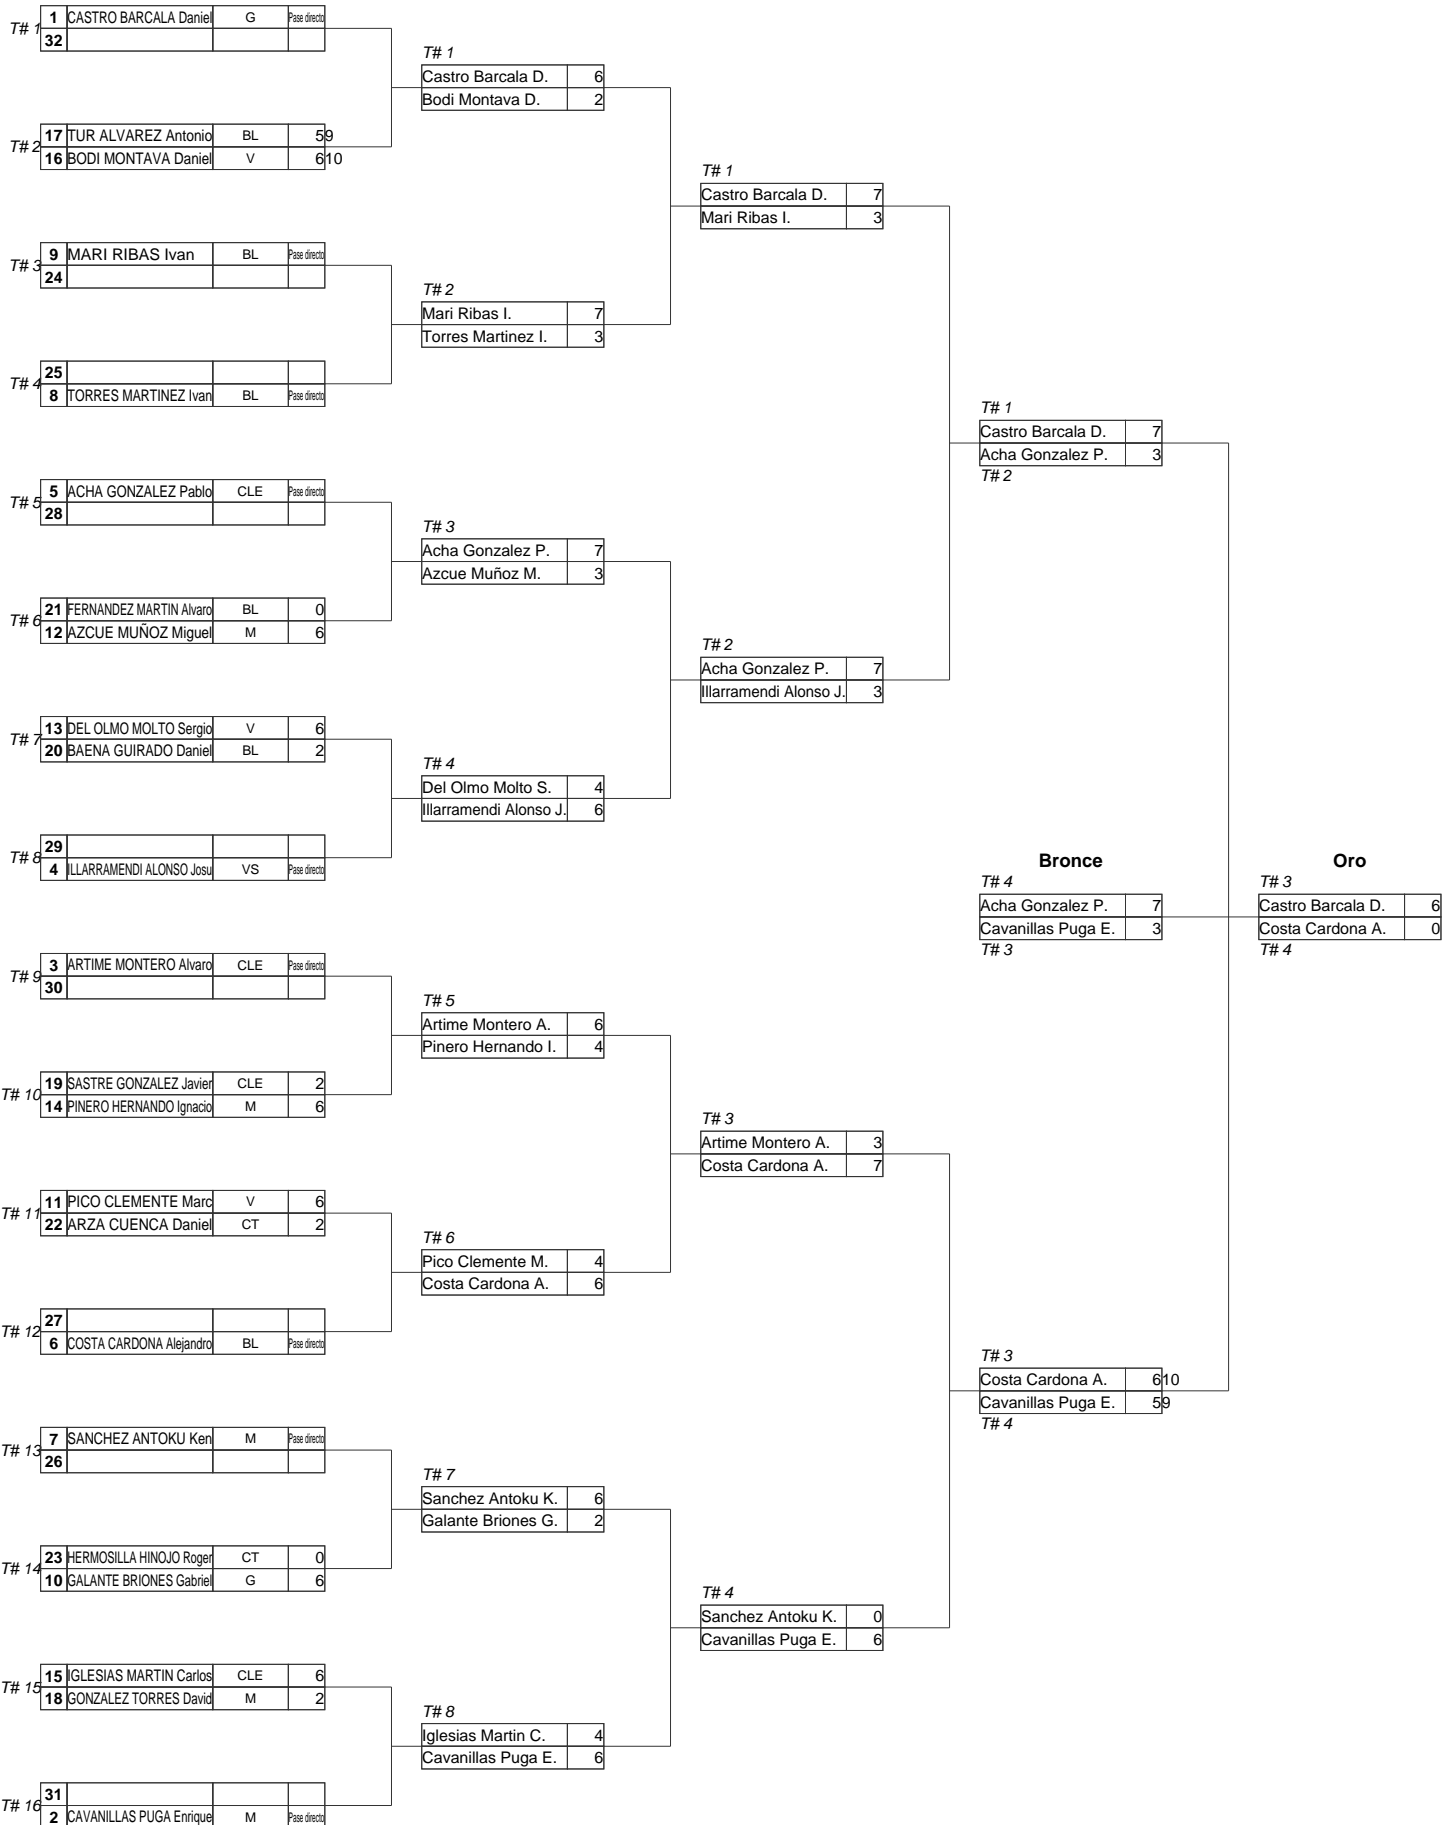 T# 1
1 CASTRO BARCALA Daniel G Pase directo
32
T# 2
17 TUR ALVAREZ Antonio BL 59
16 BODI MONTAVA Daniel V 610
T# 3
9 MARI RIBAS Ivan BL Pase directo
24
T# 4
25
8 TORRES MARTINEZ Ivan BL Pase directo
T# 5
5 ACHA GONZALEZ Pablo CLE Pase directo
28
T# 6
21 FERNANDEZ MARTIN Alvaro BL 0
12 AZCUE MUÑOZ Miguel M 6
T# 7
13 DEL OLMO MOLTO Sergio V 6
20 BAENA GUIRADO Daniel BL 2
T# 8
29
4 ILLARRAMENDI ALONSO Josu VS Pase directo
T# 9
3 ARTIME MONTERO Alvaro CLE Pase directo
30
T# 10
19 SASTRE GONZALEZ Javier CLE 2
14 PINERO HERNANDO Ignacio M 6
T# 11
11 PICO CLEMENTE Marc V 6
22 ARZA CUENCA Daniel CT 2
T# 12
27
6 COSTA CARDONA Alejandro BL Pase directo
T# 13
7 SANCHEZ ANTOKU Ken M Pase directo
26
T# 14
23 HERMOSILLA HINOJO Roger CT 0
10 GALANTE BRIONES Gabriel G 6
T# 15
15 IGLESIAS MARTIN Carlos CLE 6
18 GONZALEZ TORRES David M 2
T# 16
31
2 CAVANILLAS PUGA Enrique M Pase directo
T# 1
Castro Barcala D. 6
Bodi Montava D. 2
T# 2
Mari Ribas I. 7
Torres Martinez I. 3
T# 3
Acha Gonzalez P. 7
Azcue Muñoz M. 3
T# 4
Del Olmo Molto S. 4
Illarramendi Alonso J. 6
T# 5
Artime Montero A. 6
Pinero Hernando I. 4
T# 6
Pico Clemente M. 4
Costa Cardona A. 6
T# 7
Sanchez Antoku K. 6
Galante Briones G. 2
T# 8
Iglesias Martin C. 4
Cavanillas Puga E. 6
T# 1
Castro Barcala D. 7
Mari Ribas I. 3
T# 2
Acha Gonzalez P. 7
Illarramendi Alonso J. 3
T# 3
Artime Montero A. 3
Costa Cardona A. 7
T# 4
Sanchez Antoku K. 0
Cavanillas Puga E. 6
T# 1
Castro Barcala D. 7
Acha Gonzalez P. 3
T# 2
T# 3
Costa Cardona A. 610
Cavanillas Puga E. 59
T# 4
Bronce
T# 4
Acha Gonzalez P. 7
Cavanillas Puga E. 3
T# 3
Oro
T# 3
Castro Barcala D. 6
Costa Cardona A. 0
T# 4